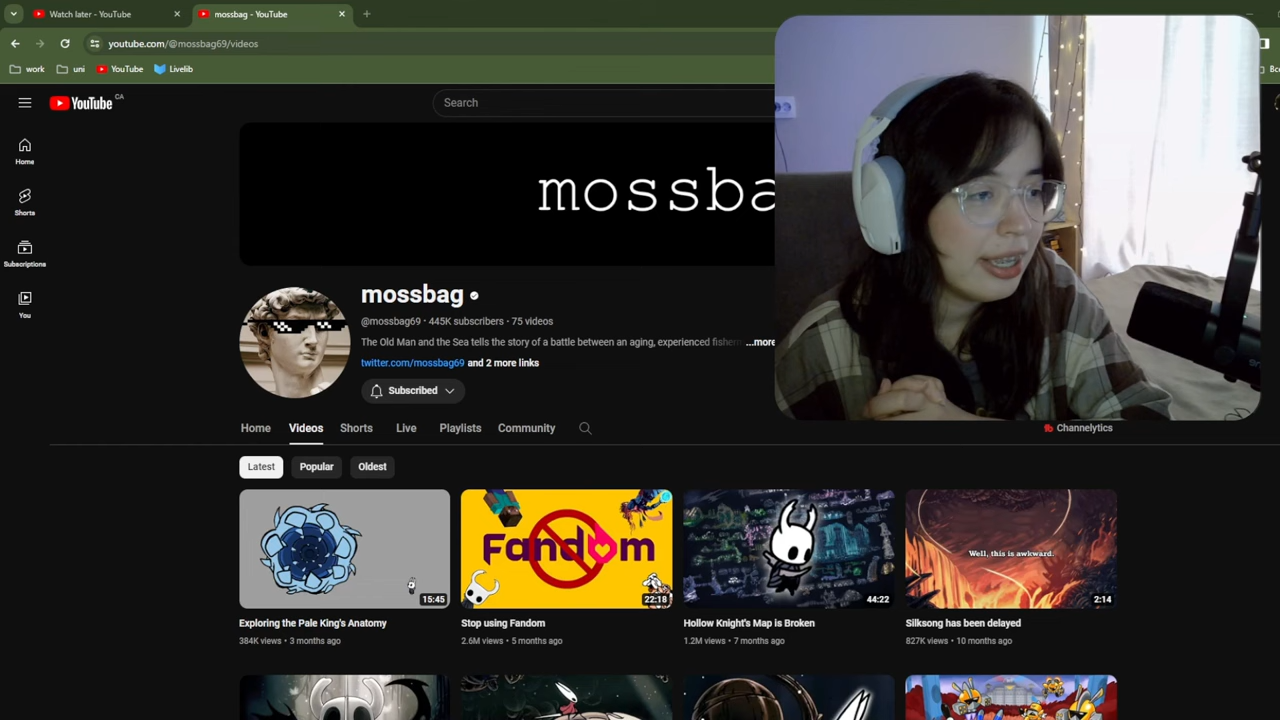 Watch later - YouTube
mossbag - YouTube
youtube.com/@mossbag69/videos
work
uni
YouTube
Livelib
YouTube CA
Search
Home
Shorts
Subscriptions
You
mossba
mossbag
@mossbag69 • 445K subscribers • 75 videos
The Old Man and the Sea tells the story of a battle between an aging, experienced fisherm ...more
twitter.com/mossbag69 and 2 more links
Subscribed
Home Videos Shorts Live Playlists Community
Channelytics
Latest Popular Oldest
Fandom
Well, this is awkward.
15:45
22:18
44:22
2:14
Exploring the Pale King's Anatomy
384K views • 3 months ago
Stop using Fandom
2.6M views • 5 months ago
Hollow Knight's Map is Broken
1.2M views • 7 months ago
Silksong has been delayed
827K views • 10 months ago